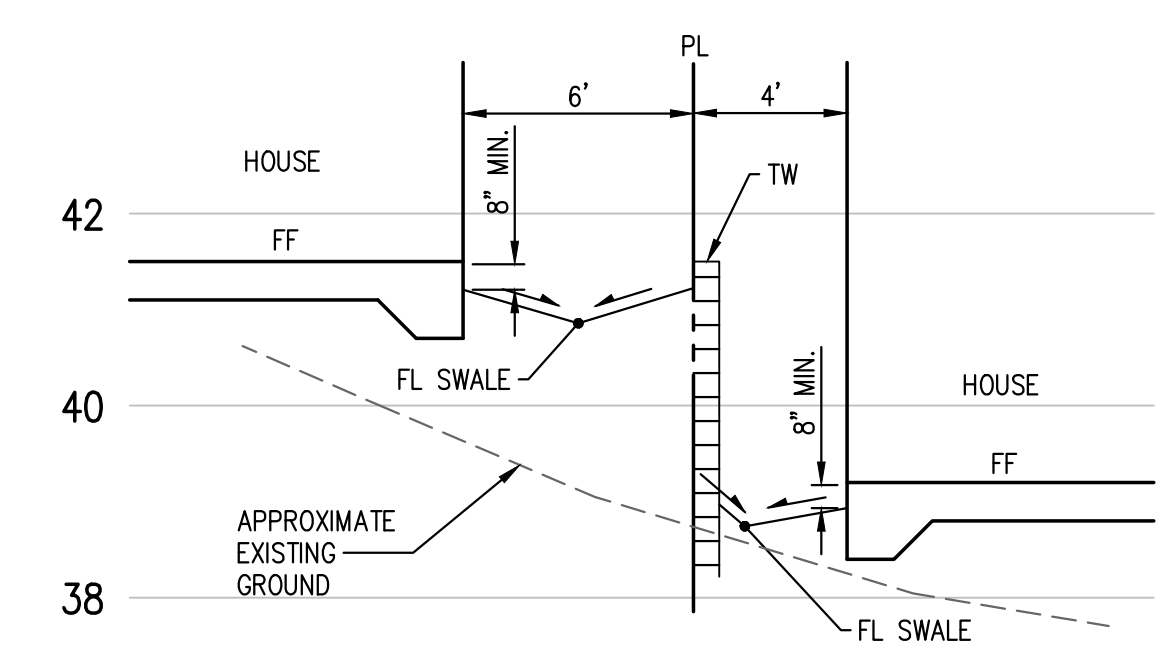 PL
6'
4'
HOUSE
8" MIN.
TW
42
FF
FL SWALE
40
8" MIN.
HOUSE
FF
APPROXIMATE
EXISTING
GROUND
38
FL SWALE